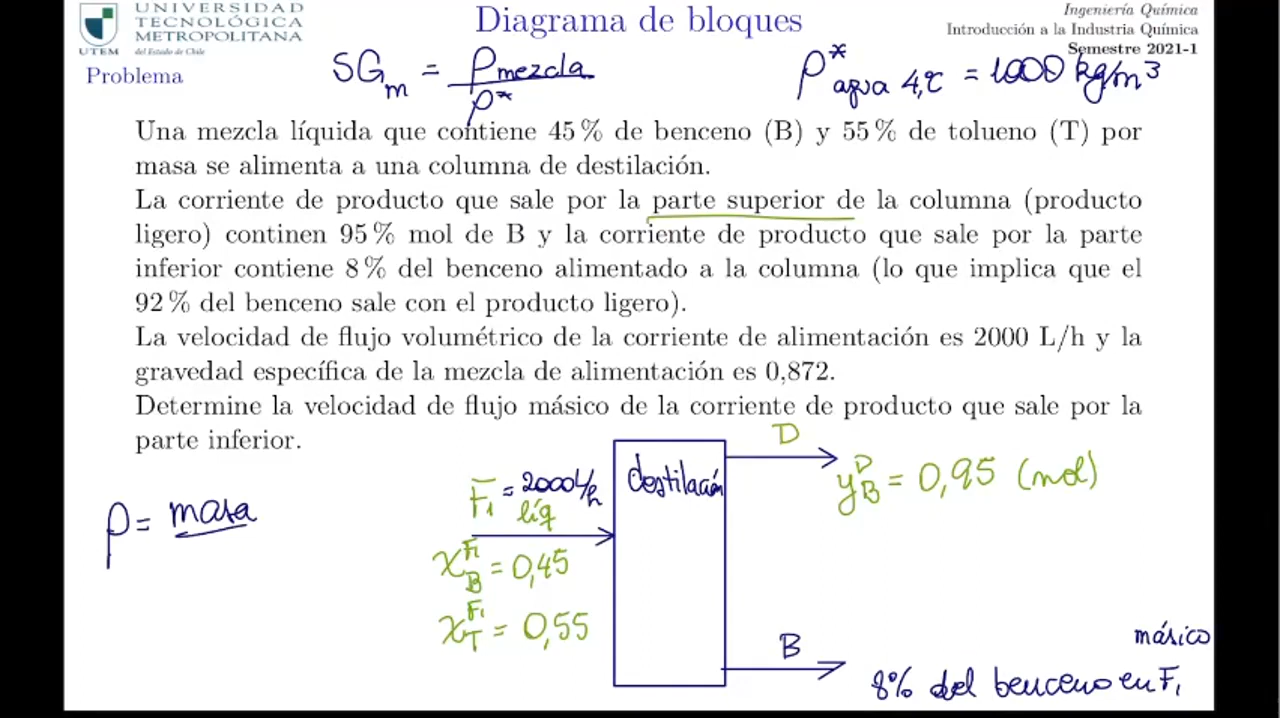 UNIVERSIDAD
TECNOLÓGICA
METROPOLITANA
UTEM
del Estado de Chile
Diagrama de bloques
Ingeniería Química
Introducción a la Industria Química
Semestre 2021-1
Problema
SGm = ρmezcla / ρ*
ρ* agua 4°C = 1000 kg/m³
Una mezcla líquida que contiene 45 % de benceno (B) y 55 % de tolueno (T) por
masa se alimenta a una columna de destilación.
La corriente de producto que sale por la parte superior de la columna (producto
ligero) continen 95 % mol de B y la corriente de producto que sale por la parte
inferior contiene 8 % del benceno alimentado a la columna (lo que implica que el
92 % del benceno sale con el producto ligero).
La velocidad de flujo volumétrico de la corriente de alimentación es 2000 L/h y la
gravedad específica de la mezcla de alimentación es 0,872.
Determine la velocidad de flujo másico de la corriente de producto que sale por la
parte inferior.
D
destilación
F1 = 2000 L/h
líq
y_B^D = 0,95 (mol)
ρ = masa
x_B^F1 = 0,45
x_T^F1 = 0,55
B
másico
8% del benceno en F1